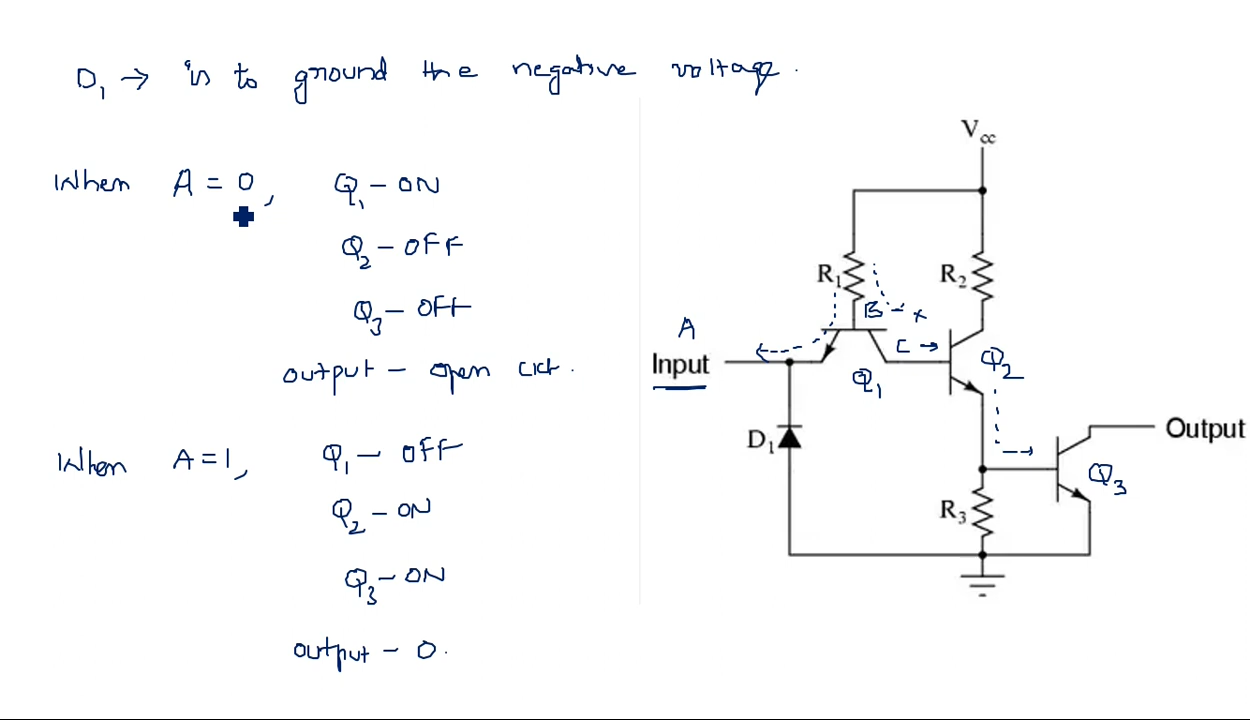 D₁ → is to ground the negative voltage.
When A = 0, Q₁ - ON
Q₂ - OFF
Q₃ - OFF
output - open ckt.
When A = 1, Q₁ - OFF
Q₂ - ON
Q₃ - ON
output - 0.
Vcc
R₁
R₂
B - x
A
Input
C →
Q₁
Q₂
D₁
Output
Q₃
R₃